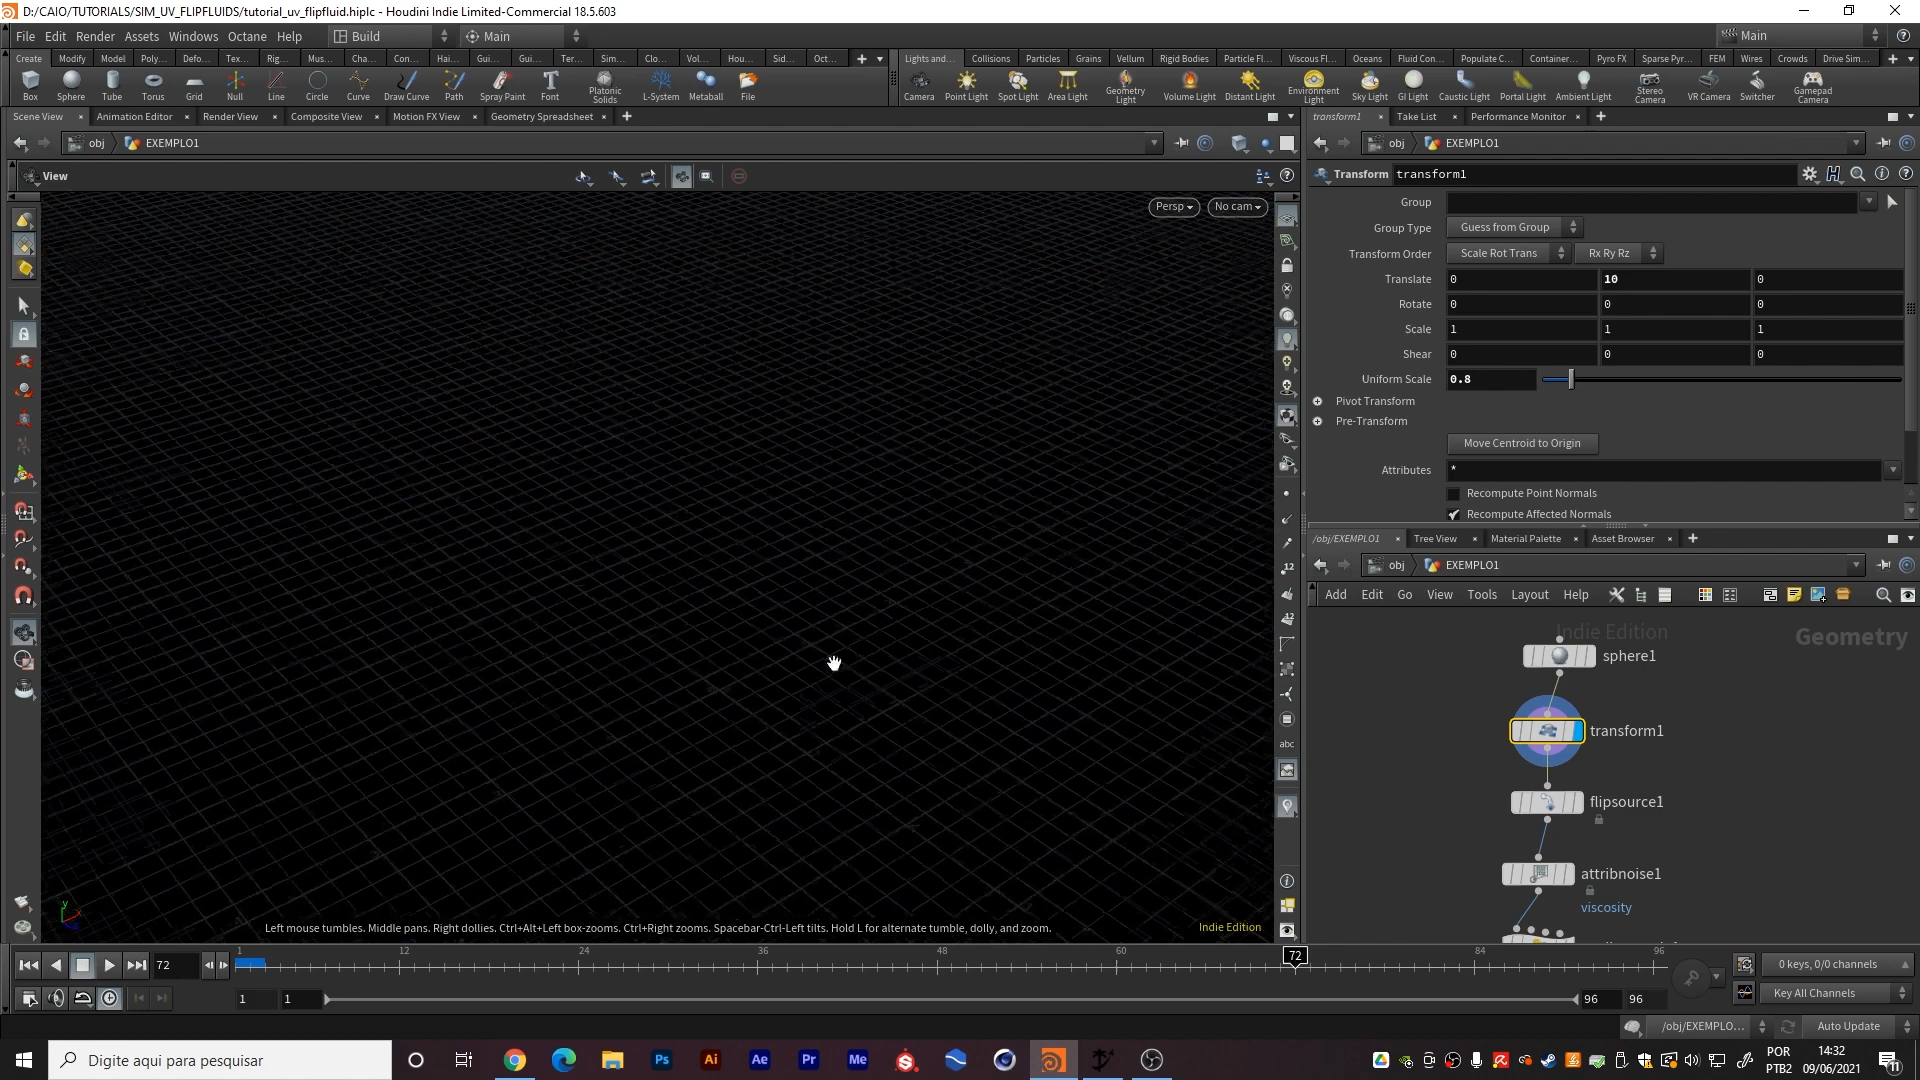 D:/CAIO/TUTORIALS/SIM_UV_FLIPFLUIDS/tutorial_uv_flipfluid.hiplc - Houdini Indie Limited-Commercial 18.5.603
File Edit Render Assets Windows Octane Help Build Main Main
Create Modify Model Poly... Defo... Tex... Rig... Mus... Cha... Con... Hai... Gui... Gui... Ter... Sim... Clo... Vol... Hou... Sid... Oct...
Lights and... Collisions Particles Grains Vellum Rigid Bodies Particle Fl... Viscous Fl... Oceans Fluid Con... Populate C... Container... Pyro FX Sparse Pyr... FEM Wires Crowds Drive Sim...
Box Sphere Tube Torus Grid Null Line Circle Curve Draw Curve Path Spray Paint Font Platonic Solids L-System Metaball File
Camera Point Light Spot Light Area Light Geometry Light Volume Light Distant Light Environment Light Sky Light GI Light Caustic Light Portal Light Ambient Light Stereo Camera VR Camera Switcher Gamepad Camera
Scene View Animation Editor Render View Composite View Motion FX View Geometry Spreadsheet
transform1 Take List Performance Monitor
obj EXEMPLO1
obj EXEMPLO1
View
Transform transform1
Persp No cam
Group
Group Type Guess from Group
Transform Order Scale Rot Trans Rx Ry Rz
Translate 0 10 0
Rotate 0 0 0
Scale 1 1 1
Shear 0 0 0
Uniform Scale 0.8
Pivot Transform
Pre-Transform
Move Centroid to Origin
Attributes *
Recompute Point Normals
Recompute Affected Normals
/obj/EXEMPLO1 Tree View Material Palette Asset Browser
obj EXEMPLO1
Add Edit Go View Tools Layout Help
Indie Edition
Geometry
sphere1
transform1
flipsource1
attribnoise1
viscosity
12
42
abc
y
x
Left mouse tumbles. Middle pans. Right dollies. Ctrl+Alt+Left box-zooms. Ctrl+Right zooms. Spacebar-Ctrl-Left tilts. Hold L for alternate tumble, dolly, and zoom.
Indie Edition
72 1 12 24 36 48 60 72 84 96
0 keys, 0/0 channels
1 1 96 96
Key All Channels
/obj/EXEMPLO... Auto Update
Digite aqui para pesquisar
Ps Ai Ae Pr Me
POR
PTB2
14:32
09/06/2021
11